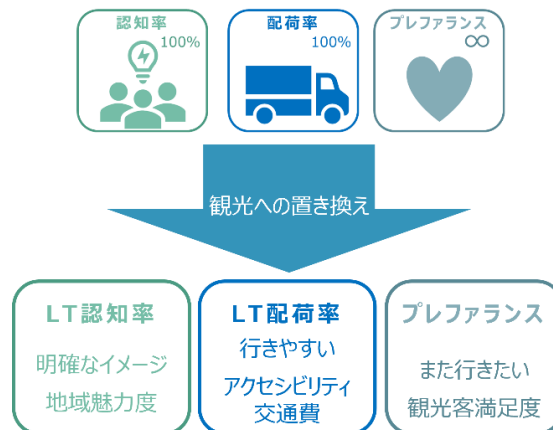 認知率
100%
配荷率
100%
プレファランス
∞
観光への置き換え
LT認知率
明確なイメージ
地域魅力度
LT配荷率
行きやすい
アクセシビリティ
交通費
プレファランス
また行きたい
観光客満足度